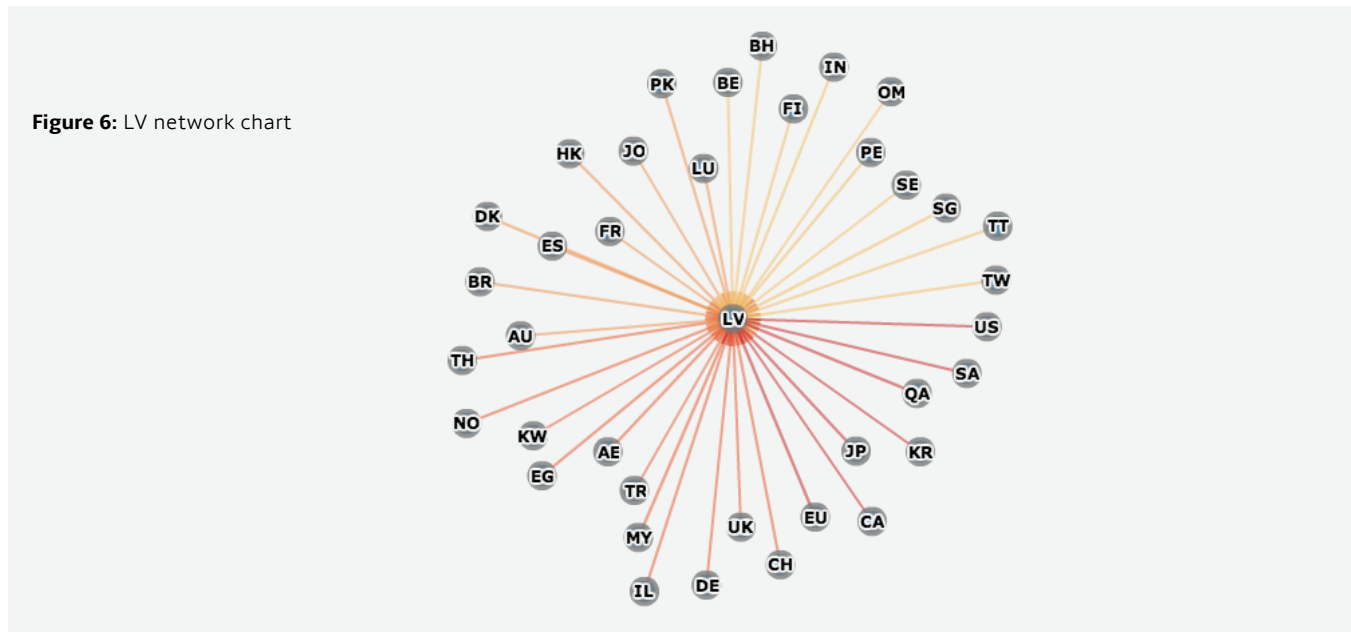 Figure 6: LV network chart
BH
IN
PK
BE
OM
FI
HK
JO
LU
PE
SE
SG
DK
ES
FR
TT
BR
TW
LV
US
AU
TH
SA
QA
NO
KW
AE
JP
KR
EG
TR
MY
UK
EU
CA
CH
IL
DE